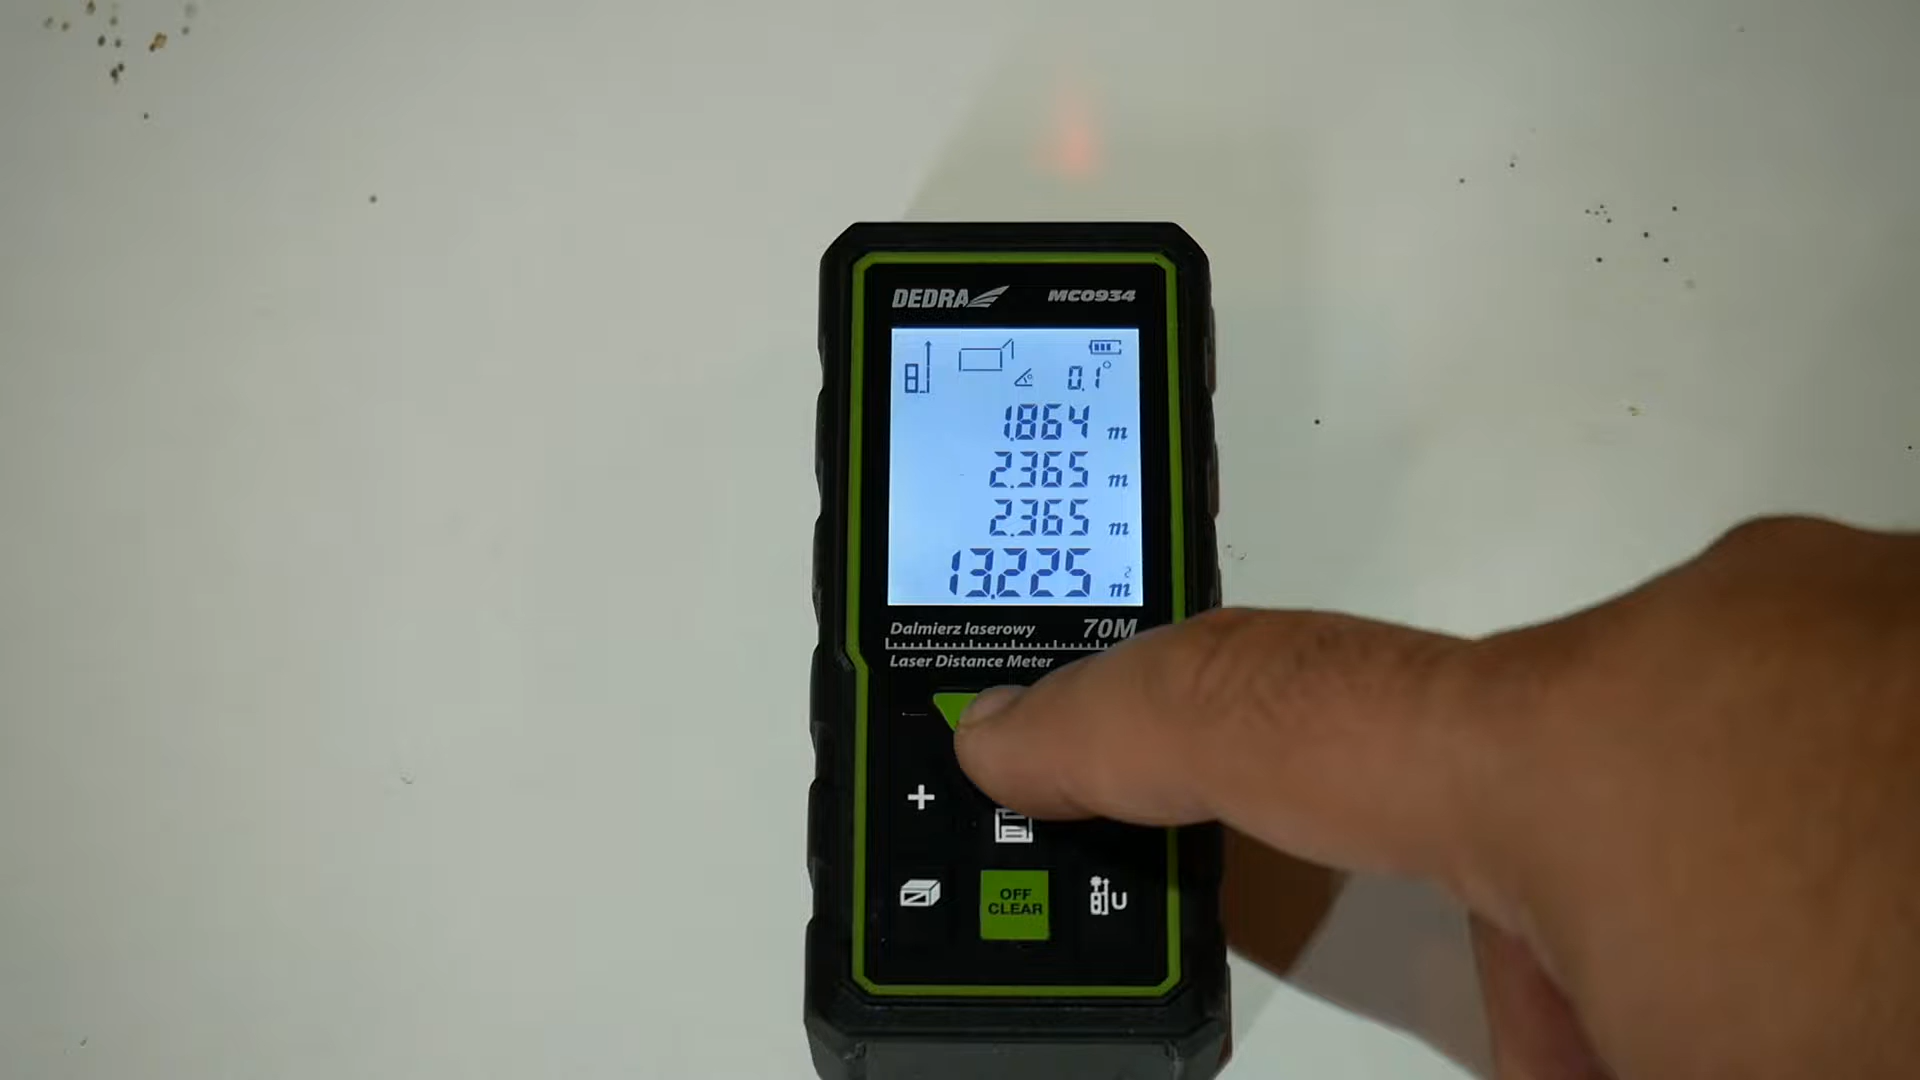 DEDRA MC0934
0.1°
1.864 m
2.365 m
2.365 m
13.225 m²
Dalmierz laserowy 70M
Laser Distance Meter
OFF
CLEAR
U